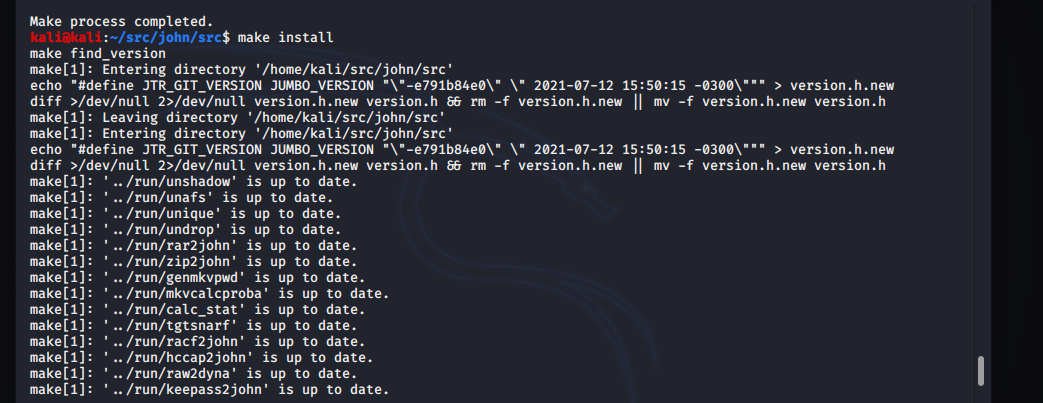 Make process completed.
kali@kali:~/src/john/src$ make install
make find_version
make[1]: Entering directory '/home/kali/src/john/src'
echo "#define JTR_GIT_VERSION JUMBO_VERSION "\"-e791b84e0\" \" 2021-07-12 15:50:15 -0300\""" > version.h.new
diff >/dev/null 2>/dev/null version.h.new version.h && rm -f version.h.new || mv -f version.h.new version.h
make[1]: Leaving directory '/home/kali/src/john/src'
make[1]: Entering directory '/home/kali/src/john/src'
echo "#define JTR_GIT_VERSION JUMBO_VERSION "\"-e791b84e0\" \" 2021-07-12 15:50:15 -0300\""" > version.h.new
diff >/dev/null 2>/dev/null version.h.new version.h && rm -f version.h.new || mv -f version.h.new version.h
make[1]: '../run/unshadow' is up to date.
make[1]: '../run/unafs' is up to date.
make[1]: '../run/unique' is up to date.
make[1]: '../run/undrop' is up to date.
make[1]: '../run/rar2john' is up to date.
make[1]: '../run/zip2john' is up to date.
make[1]: '../run/genmkvpwd' is up to date.
make[1]: '../run/mkvcalcproba' is up to date.
make[1]: '../run/calc_stat' is up to date.
make[1]: '../run/tgtsnarf' is up to date.
make[1]: '../run/racf2john' is up to date.
make[1]: '../run/hccap2john' is up to date.
make[1]: '../run/raw2dyna' is up to date.
make[1]: '../run/keepass2john' is up to date.